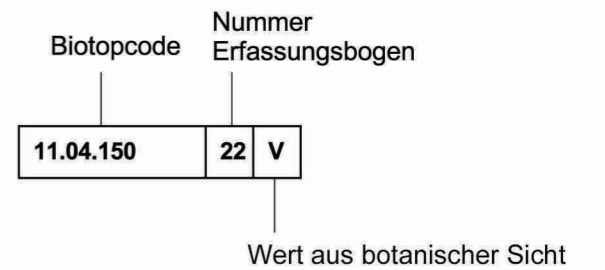 Nummer
Biotopcode Erfassungsbogen
11.04.150 22 V
Wert aus botanischer Sicht